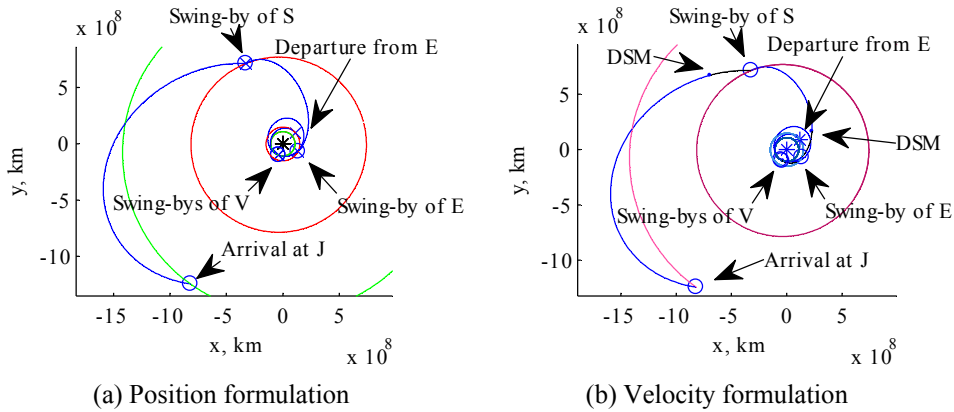 x 10^8
Swing-by of S
Departure from E
5
0
-5
-10
y, km
Swing-bys of V
Swing-by of E
Arrival at J
-15 -10 -5 0 5
x, km
x 10^8
(a) Position formulation
x 10^8
Swing-by of S
DSM
Departure from E
5
0
-5
-10
y, km
DSM
Swing-bys of V
Swing-by of E
Arrival at J
-15 -10 -5 0 5
x, km
x 10^8
(b) Velocity formulation